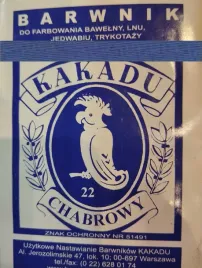 BARWNIK
DO FARBOWANIA BAWEŁNY, LNU,
JEDWABIU, TRYKOTAŻY
KAKADU
22
CHABROWY
ZNAK OCHRONNY NR 51491
Użytkowe Nastawianie Barwników KAKADU
Al. Jerozolimskie 47, lok. 10; 00-697 Warszawa
tel./fax: (0 22) 628 01 74